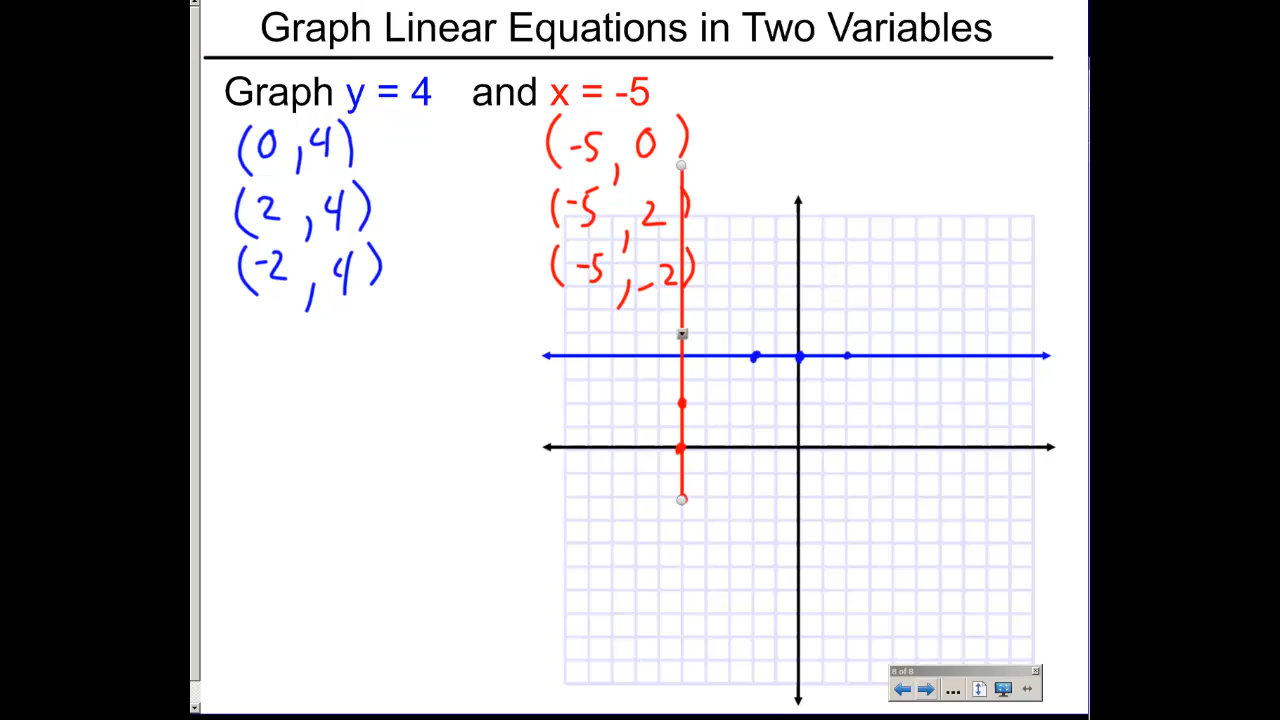 Graph Linear Equations in Two Variables
Graph y = 4 and x = -5
(0, 4) (-5, 0)
(2, 4) (-5, 2)
(-2, 4) (-5, -2)
8 of 8
...